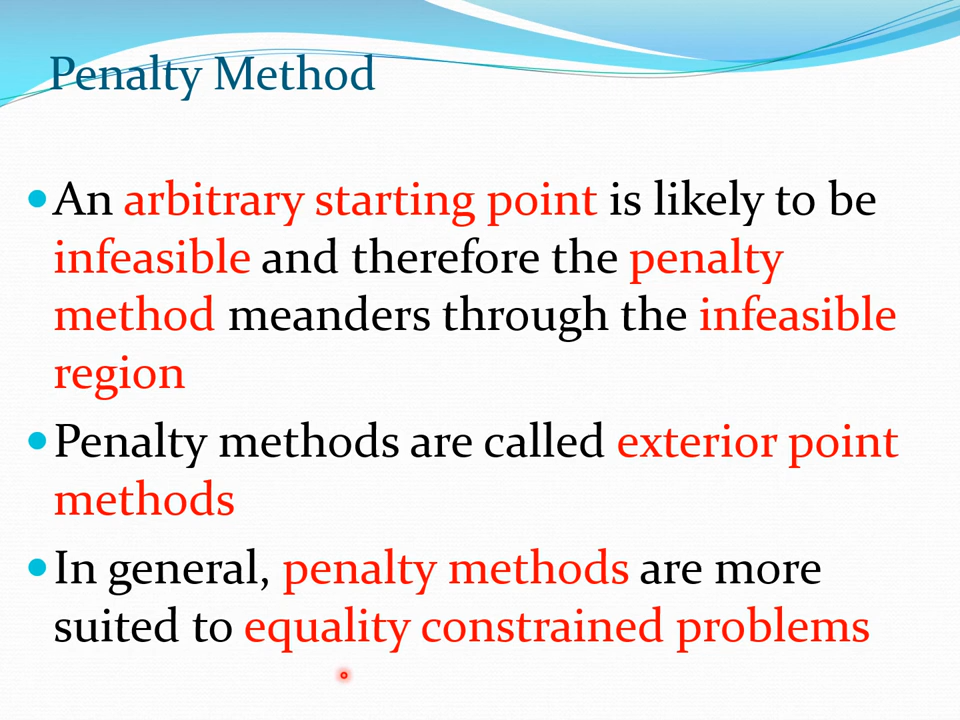 Penalty Method
An arbitrary starting point is likely to be
infeasible and therefore the penalty
method meanders through the infeasible
region
Penalty methods are called exterior point
methods
In general, penalty methods are more
suited to equality constrained problems